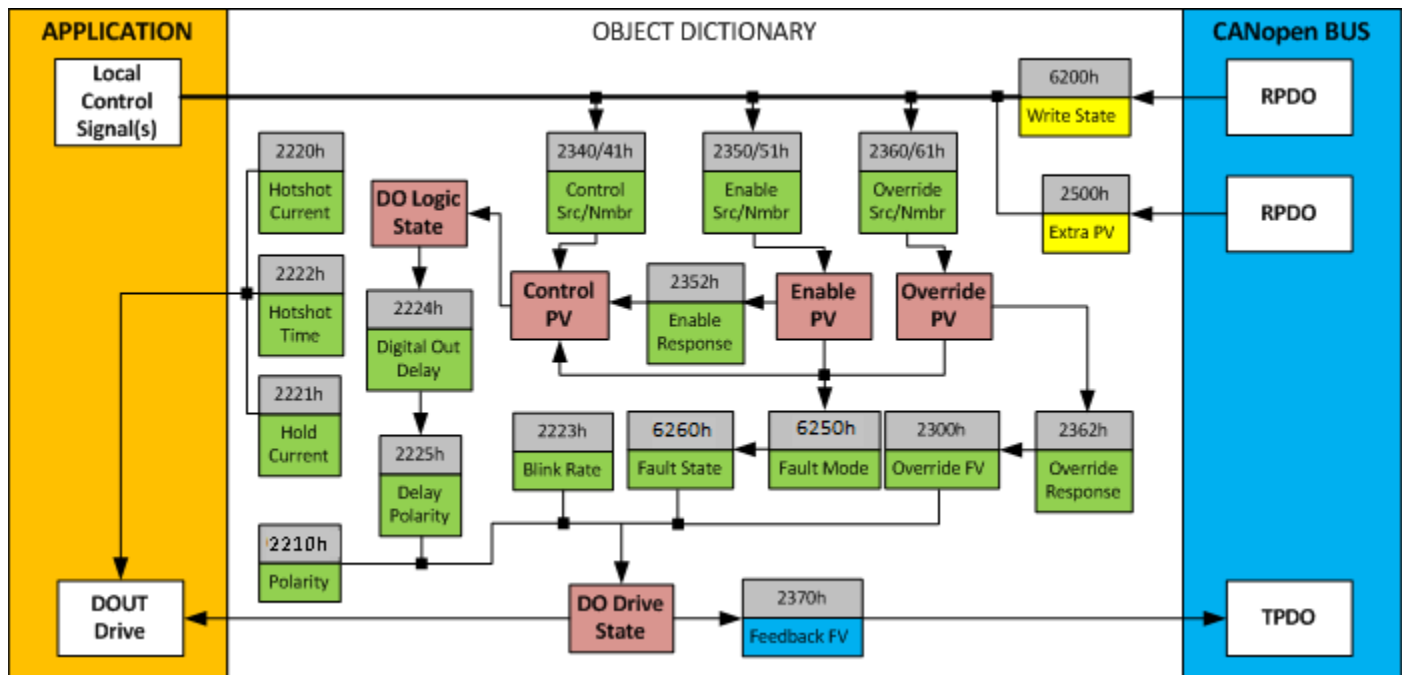 APPLICATION
OBJECT DICTIONARY
CANopen BUS
Local
Control
Signal(s)
6200h
Write State
RPDO
2220h
Hotshot
Current
2340/41h
Control
Src/Nmbr
2350/51h
Enable
Src/Nmbr
2360/61h
Override
Src/Nmbr
2500h
Extra PV
RPDO
DO Logic
State
2222h
Hotshot
Time
2224h
Digital Out
Delay
Control
PV
2352h
Enable
Response
Enable
PV
Override
PV
2221h
Hold
Current
2225h
Delay
Polarity
2223h
Blink Rate
6260h
Fault State
6250h
Fault Mode
2300h
Override FV
2362h
Override
Response
2210h
Polarity
DOUT
Drive
DO Drive
State
2370h
Feedback FV
TPDO